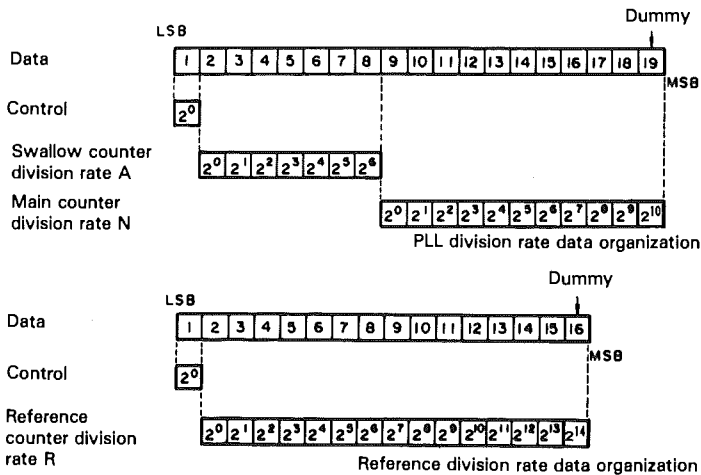 Dummy
LSB
Data 1 2 3 4 5 6 7 8 9 10 11 12 13 14 15 16 17 18 19
MSB
Control 2⁰
Swallow counter
division rate A 2⁰ 2¹ 2² 2³ 2⁴ 2⁵ 2⁶
Main counter
division rate N 2⁰ 2¹ 2² 2³ 2⁴ 2⁵ 2⁶ 2⁷ 2⁸ 2⁹ 2¹⁰
PLL division rate data organization
Dummy
LSB
Data 1 2 3 4 5 6 7 8 9 10 11 12 13 14 15 16
MSB
Control 2⁰
Reference
counter division 2⁰ 2¹ 2² 2³ 2⁴ 2⁵ 2⁶ 2⁷ 2⁸ 2⁹ 2¹⁰ 2¹¹ 2¹² 2¹³ 2¹⁴
rate R
Reference division rate data organization